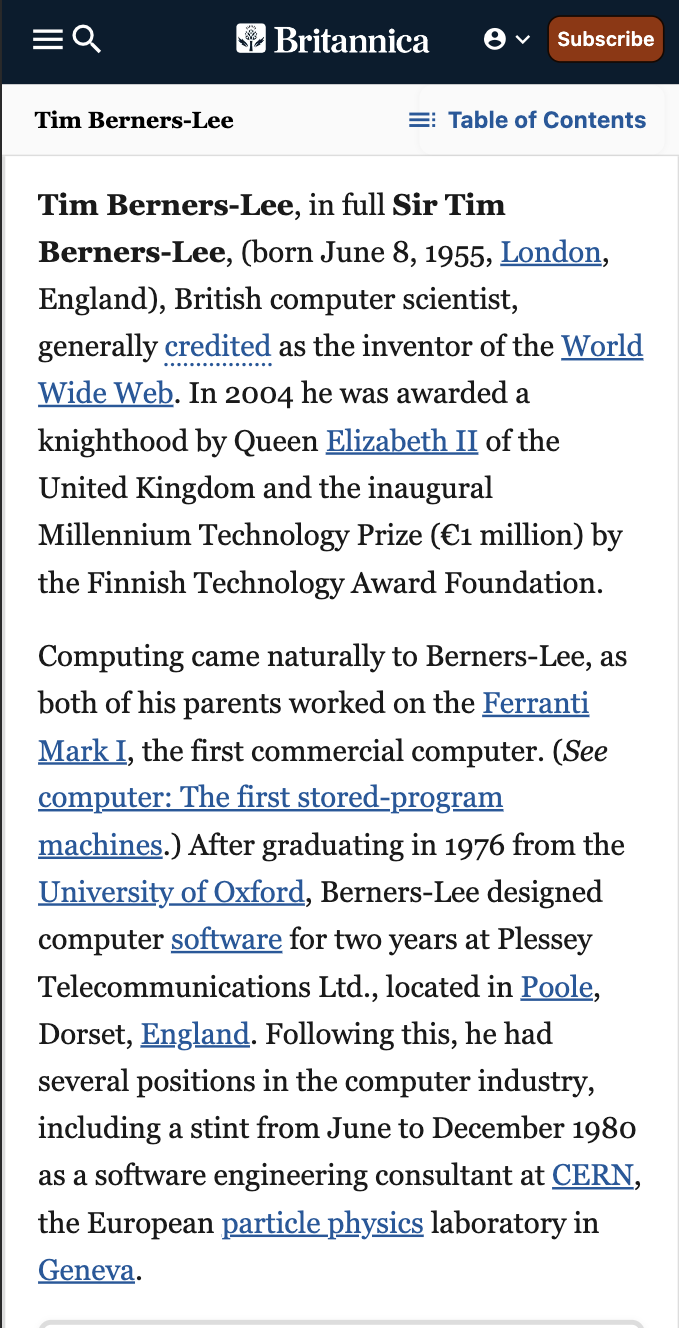 Britannica
Subscribe
Tim Berners-Lee
Table of Contents
Tim Berners-Lee, in full Sir Tim
Berners-Lee, (born June 8, 1955, London,
England), British computer scientist,
generally credited as the inventor of the World
Wide Web. In 2004 he was awarded a
knighthood by Queen Elizabeth II of the
United Kingdom and the inaugural
Millennium Technology Prize (€1 million) by
the Finnish Technology Award Foundation.
Computing came naturally to Berners-Lee, as
both of his parents worked on the Ferranti
Mark I, the first commercial computer. (See
computer: The first stored-program
machines.) After graduating in 1976 from the
University of Oxford, Berners-Lee designed
computer software for two years at Plessey
Telecommunications Ltd., located in Poole,
Dorset, England. Following this, he had
several positions in the computer industry,
including a stint from June to December 1980
as a software engineering consultant at CERN,
the European particle physics laboratory in
Geneva.